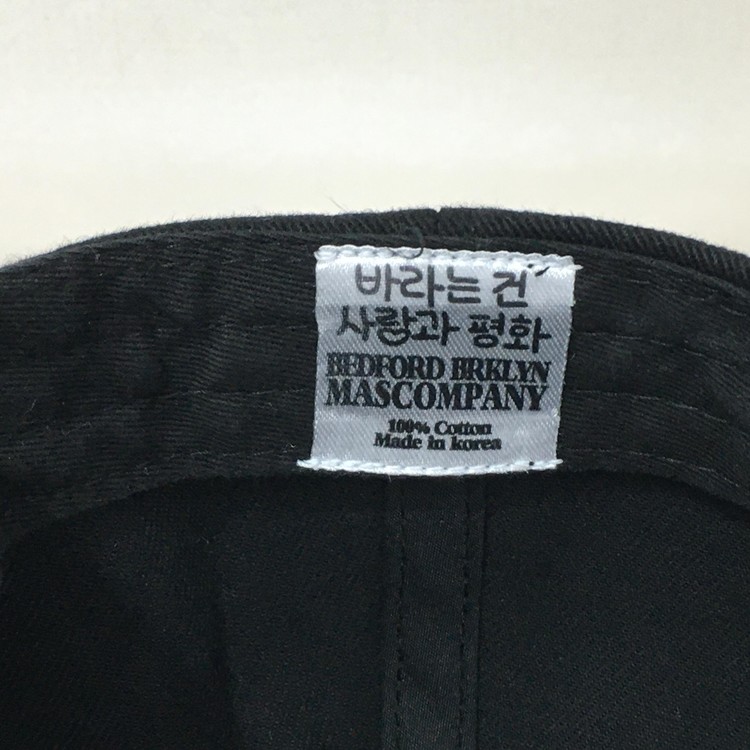 바라는 건
사랑과 평화
BEDFORD BRKLYN
MASCOMPANY
100% Cotton
Made in korea